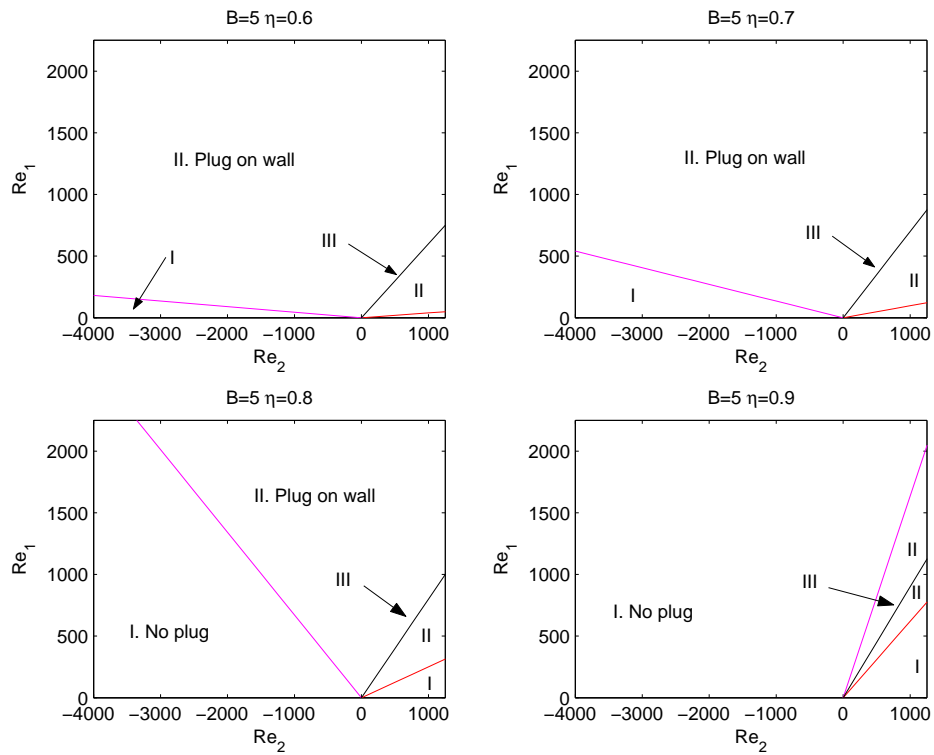 B=5 η=0.6
2000
1500
1000
500
0
Re₁
II. Plug on wall
III
I
II
−4000 −3000 −2000 −1000 0 1000
Re₂
B=5 η=0.7
2000
1500
1000
500
0
Re₁
II. Plug on wall
III
II
I
−4000 −3000 −2000 −1000 0 1000
Re₂
B=5 η=0.8
2000
1500
1000
500
0
Re₁
II. Plug on wall
III
I. No plug
II
I
−4000 −3000 −2000 −1000 0 1000
Re₂
B=5 η=0.9
2000
1500
1000
500
0
Re₁
II
III
II
I. No plug
I
−4000 −3000 −2000 −1000 0 1000
Re₂